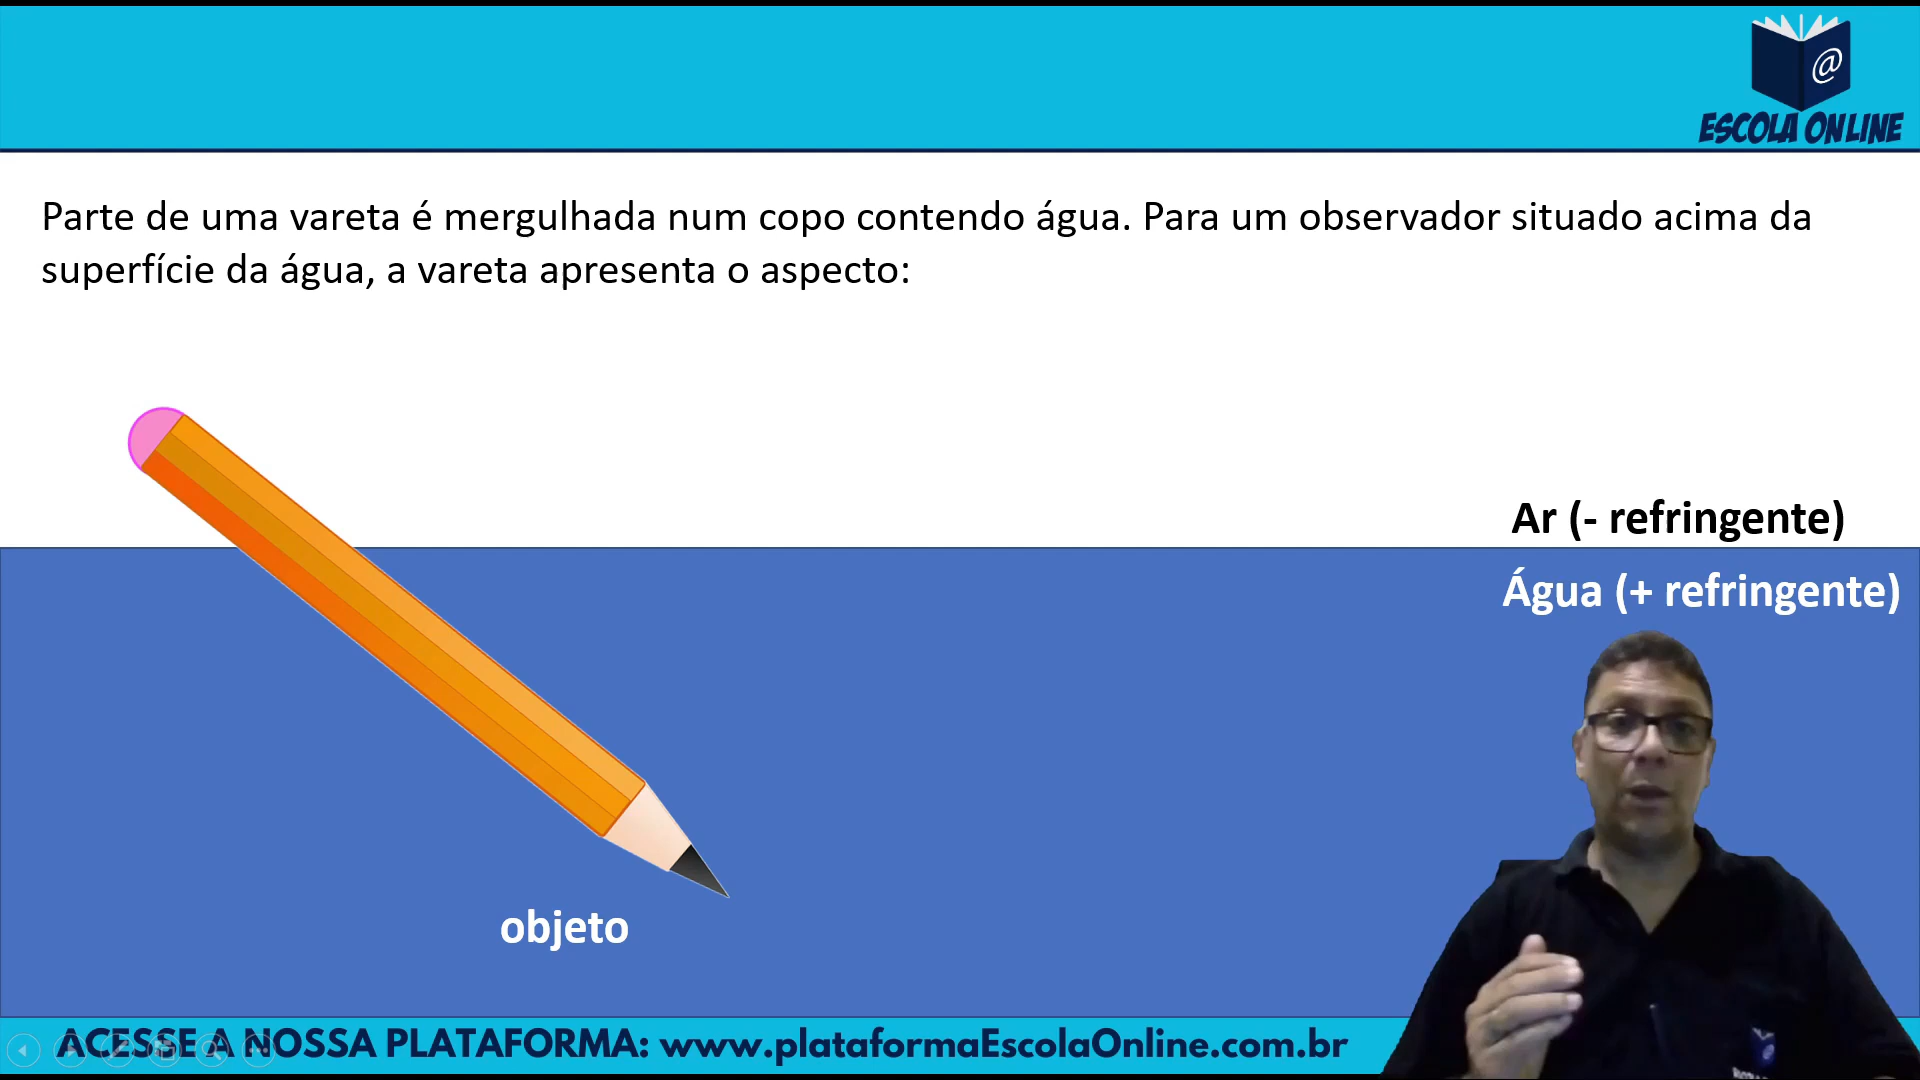 @
ESCOLA ONLINE
Parte de uma vareta é mergulhada num copo contendo água. Para um observador situado acima da
superfície da água, a vareta apresenta o aspecto:
Ar (- refringente)
Água (+ refringente)
objeto
ACESSE A NOSSA PLATAFORMA: www.plataformaEscolaOnline.com.br